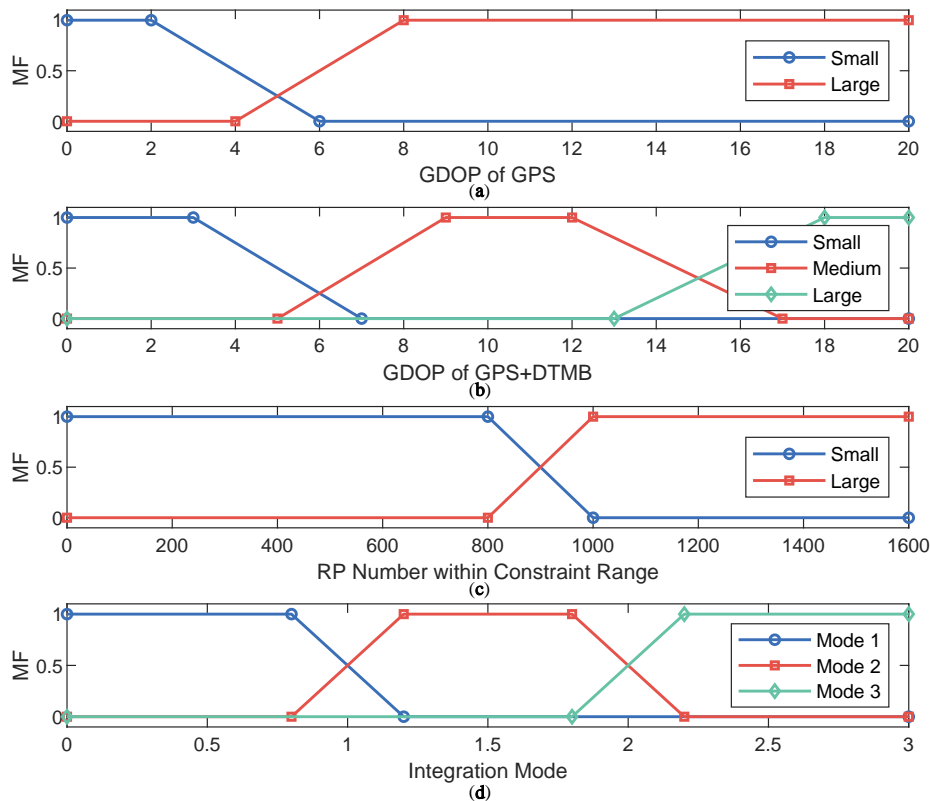 1
0.5
0
MF
Small
Large
0 2 4 6 8 10 12 14 16 18 20
GDOP of GPS
(a)
1
0.5
0
MF
Small
Medium
Large
0 2 4 6 8 10 12 14 16 18 20
GDOP of GPS+DTMB
(b)
1
0.5
0
MF
Small
Large
0 200 400 600 800 1000 1200 1400 1600
RP Number within Constraint Range
(c)
1
0.5
0
MF
Mode 1
Mode 2
Mode 3
0 0.5 1 1.5 2 2.5 3
Integration Mode
(d)